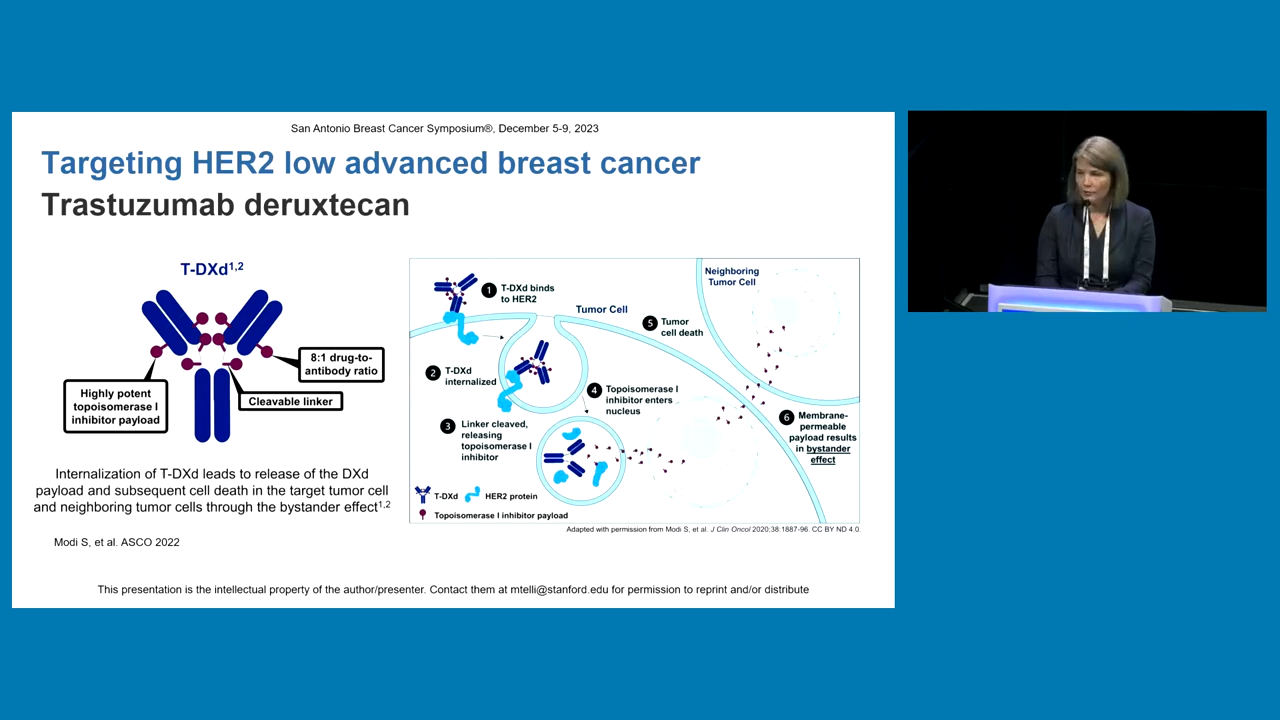 San Antonio Breast Cancer Symposium®, December 5-9, 2023
Targeting HER2 low advanced breast cancer
Trastuzumab deruxtecan
T-DXd1,2
8:1 drug-to-
antibody ratio
Highly potent
topoisomerase I
inhibitor payload
Cleavable linker
Internalization of T-DXd leads to release of the DXd
payload and subsequent cell death in the target tumor cell
and neighboring tumor cells through the bystander effect1,2
Modi S, et al. ASCO 2022
1 T-DXd binds
to HER2
Tumor Cell
Neighboring
Tumor Cell
5 Tumor
cell death
2 T-DXd
internalized
4 Topoisomerase I
inhibitor enters
nucleus
3 Linker cleaved,
releasing
topoisomerase I
inhibitor
6 Membrane-
permeable
payload results
in bystander
effect
T-DXd
HER2 protein
Topoisomerase I inhibitor payload
Adapted with permission from Modi S, et al. J Clin Oncol 2020;38:1887-96. CC BY ND 4.0.
This presentation is the intellectual property of the author/presenter. Contact them at mtelli@stanford.edu for permission to reprint and/or distribute